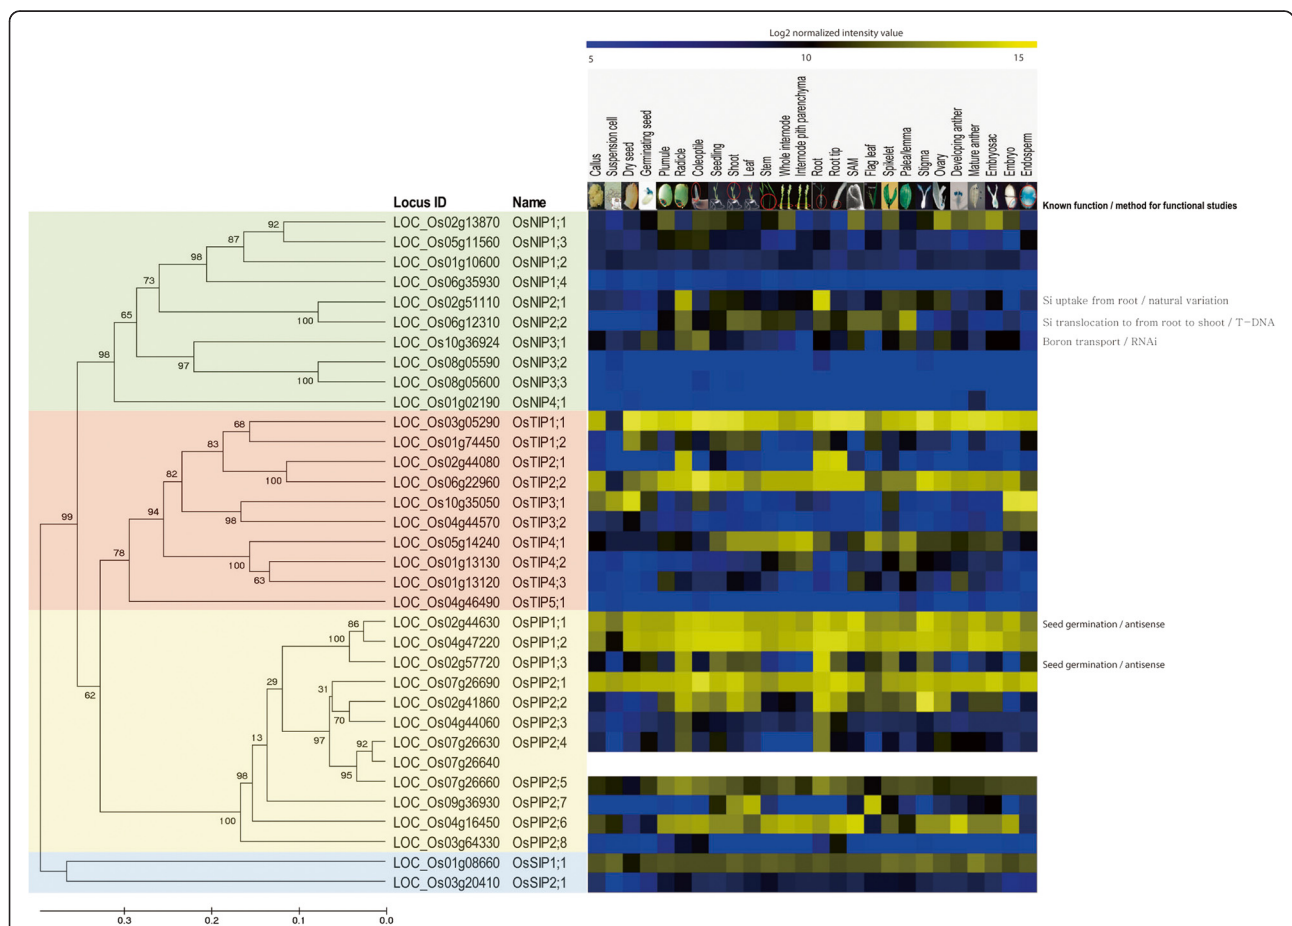 Log2 normalized intensity value
5 10 15
Callus
Suspension cell
Dry seed
Germinating seed
Plumule
Radicle
Coleoptile
Seedling
Shoot
Leaf
Stem
Whole internode
Internode pith parenchyma
Root
Root tip
SAM
Flag leaf
Spikelet
Palea/lemma
Stigma
Ovary
Developing anther
Mature anther
Embryosac
Embryo
Endosperm
Locus ID Name Known function / method for functional studies
92 LOC_Os02g13870 OsNIP1;1
87 LOC_Os05g11560 OsNIP1;3
98 LOC_Os01g10600 OsNIP1;2
73 LOC_Os06g35930 OsNIP1;4
LOC_Os02g51110 OsNIP2;1 Si uptake from root / natural variation
65 100 LOC_Os06g12310 OsNIP2;2 Si translocation to from root to shoot / T-DNA
LOC_Os10g36924 OsNIP3;1 Boron transport / RNAi
98 97 LOC_Os08g05590 OsNIP3;2
100 LOC_Os08g05600 OsNIP3;3
LOC_Os01g02190 OsNIP4;1
68 LOC_Os03g05290 OsTIP1;1
83 LOC_Os01g74450 OsTIP1;2
82 LOC_Os02g44080 OsTIP2;1
100 LOC_Os06g22960 OsTIP2;2
LOC_Os10g35050 OsTIP3;1
99 94 98 LOC_Os04g44570 OsTIP3;2
LOC_Os05g14240 OsTIP4;1
78 100 LOC_Os01g13130 OsTIP4;2
63 LOC_Os01g13120 OsTIP4;3
LOC_Os04g46490 OsTIP5;1
86 LOC_Os02g44630 OsPIP1;1 Seed germination / antisense
100 LOC_Os04g47220 OsPIP1;2
LOC_Os02g57720 OsPIP1;3 Seed germination / antisense
62 29 31 LOC_Os07g26690 OsPIP2;1
LOC_Os02g41860 OsPIP2;2
70 LOC_Os04g44060 OsPIP2;3
13 97 92 LOC_Os07g26630 OsPIP2;4
LOC_Os07g26640
98 95 LOC_Os07g26660 OsPIP2;5
LOC_Os09g36930 OsPIP2;7
100 LOC_Os04g16450 OsPIP2;6
LOC_Os03g64330 OsPIP2;8
LOC_Os01g08660 OsSIP1;1
LOC_Os03g20410 OsSIP2;1
0.3 0.2 0.1 0.0